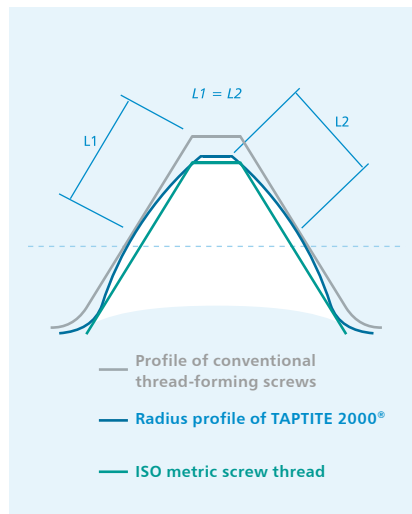 L1 = L2
L1
L2
Profile of conventional
thread-forming screws
Radius profile of TAPTITE 2000®
ISO metric screw thread